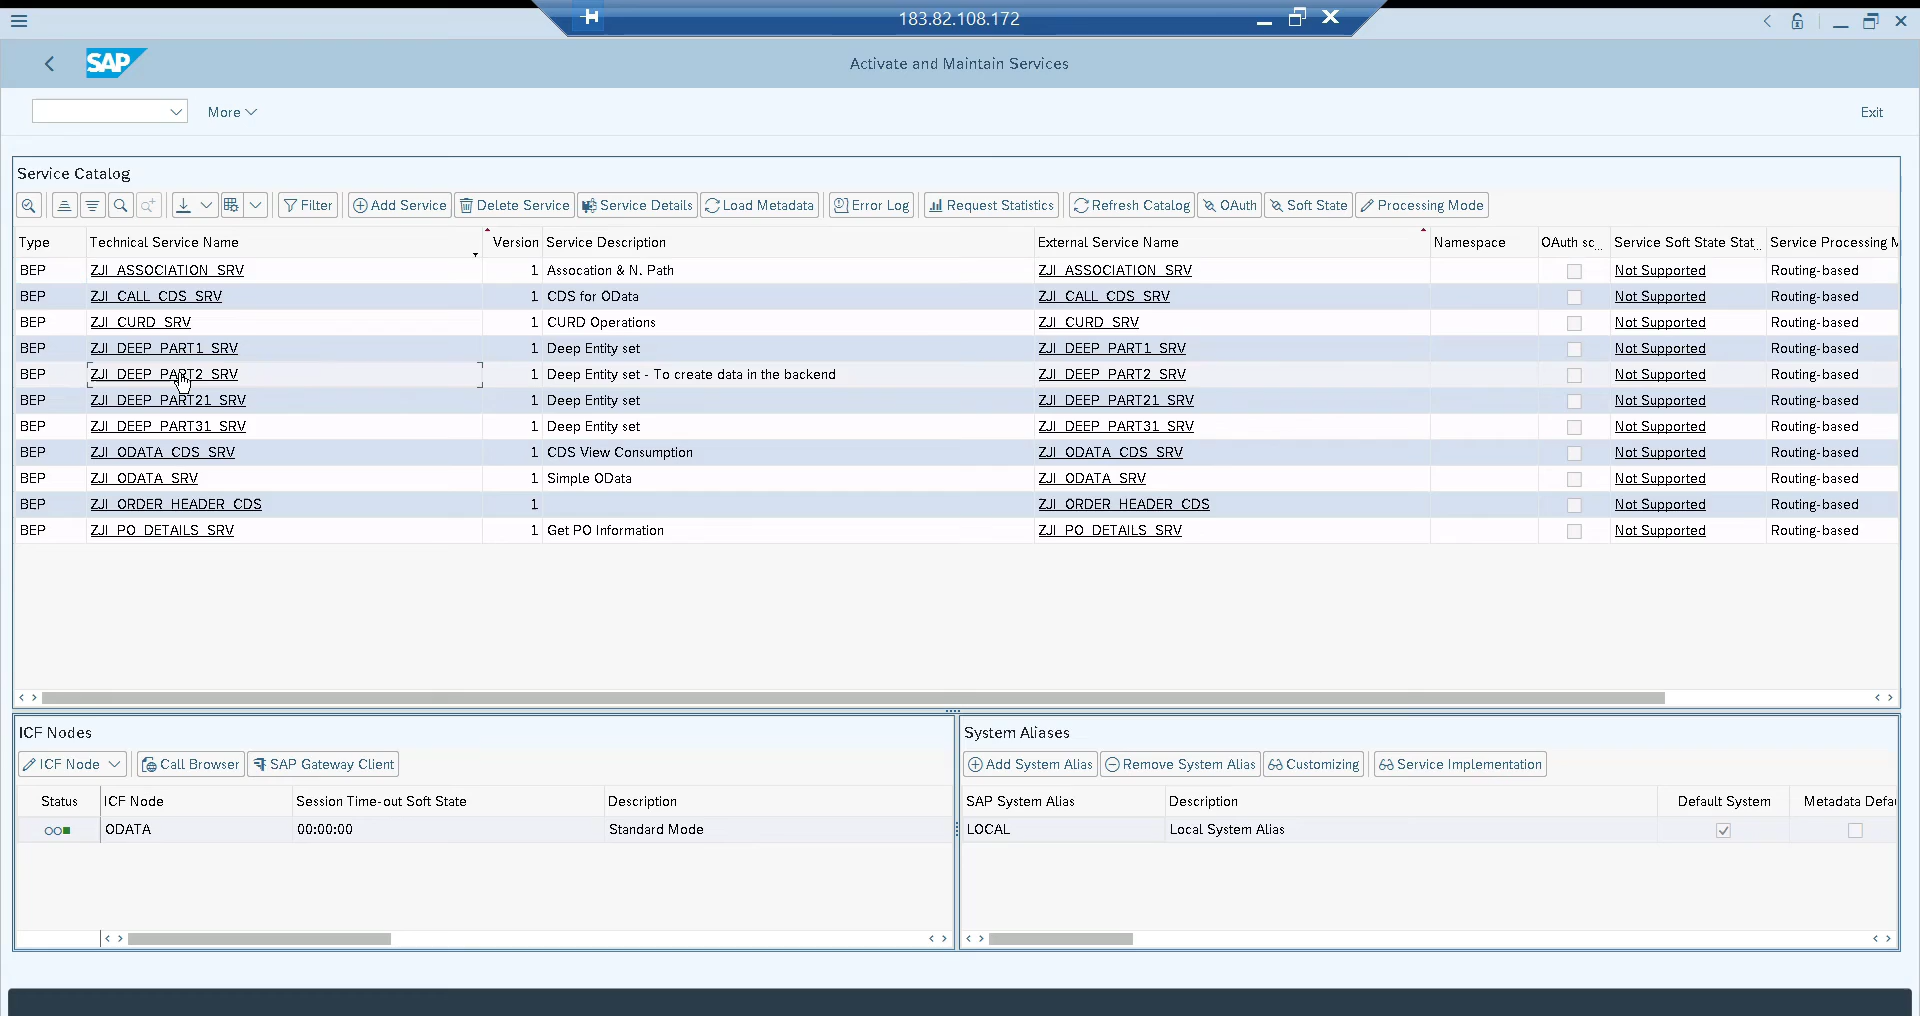 183.82.108.172
SAP Activate and Maintain Services
More Exit
Service Catalog
Filter Add Service Delete Service Service Details Load Metadata Error Log Request Statistics Refresh Catalog OAuth Soft State Processing Mode
Type Technical Service Name Version Service Description External Service Name Namespace OAuth sc... Service Soft State Stat... Service Processing M
BEP ZJI_ASSOCIATION_SRV 1 Assocation & N. Path ZJI_ASSOCIATION_SRV Not Supported Routing-based
BEP ZJI_CALL_CDS_SRV 1 CDS for OData ZJI_CALL_CDS_SRV Not Supported Routing-based
BEP ZJI_CURD_SRV 1 CURD Operations ZJI_CURD_SRV Not Supported Routing-based
BEP ZJI_DEEP_PART1_SRV 1 Deep Entity set ZJI_DEEP_PART1_SRV Not Supported Routing-based
BEP ZJI_DEEP_PART2_SRV 1 Deep Entity set - To create data in the backend ZJI_DEEP_PART2_SRV Not Supported Routing-based
BEP ZJI_DEEP_PART21_SRV 1 Deep Entity set ZJI_DEEP_PART21_SRV Not Supported Routing-based
BEP ZJI_DEEP_PART31_SRV 1 Deep Entity set ZJI_DEEP_PART31_SRV Not Supported Routing-based
BEP ZJI_ODATA_CDS_SRV 1 CDS View Consumption ZJI_ODATA_CDS_SRV Not Supported Routing-based
BEP ZJI_ODATA_SRV 1 Simple OData ZJI_ODATA_SRV Not Supported Routing-based
BEP ZJI_ORDER_HEADER_CDS 1 ZJI_ORDER_HEADER_CDS Not Supported Routing-based
BEP ZJI_PO_DETAILS_SRV 1 Get PO Information ZJI_PO_DETAILS_SRV Not Supported Routing-based
ICF Nodes
ICF Node Call Browser SAP Gateway Client
Status ICF Node Session Time-out Soft State Description
ODATA 00:00:00 Standard Mode
System Aliases
Add System Alias Remove System Alias Customizing Service Implementation
SAP System Alias Description Default System Metadata Defau
LOCAL Local System Alias